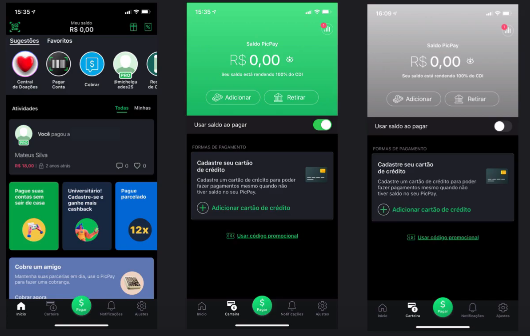 15:36
Meu saldo
R$ 0,00
Sugestões Favoritos
Central
de Doações
Pagar
Conta
Cobrar
@michelqu
edes25
PRO
Atividades Todas Minhas
Você pagou a
Mateus Silva
2 anos atrás 0 0
Pague suas
contas sem
sair de casa
Universitário!
Cadastre-se e
ganhe mais
cashback
Pague
parcelado
12x
Cobre um amigo
Mantenha suas parcerias em dia, use o PicPay
para fazer uma cobrança.
Cobrar agora
Início Carteira Pagar Notificações Ajustes
15:35
Saldo PicPay
R$ 0,00
Seu saldo está rendendo 100% do CDI
Adicionar Retirar
Usar saldo ao pagar
FORMAS DE PAGAMENTO
Cadastre seu cartão
de crédito
Cadastre um cartão de crédito para poder
fazer pagamentos mesmo quando não
tiver saldo no seu PicPay.
Adicionar cartão de crédito
Usar código promocional
Início Carteira Pagar Notificações Ajustes
Saldo PicPay
R$ 0,00
Seu saldo está rendendo 100% do CDI
Adicionar Retirar
Usar saldo ao pagar
FORMAS DE PAGAMENTO
Cadastre seu cartão
de crédito
Cadastre um cartão de crédito para poder
fazer pagamentos mesmo quando não
tiver saldo no seu PicPay.
Adicionar cartão de crédito
Usar código promocional
Início Carteira Pagar Notificações Ajustes